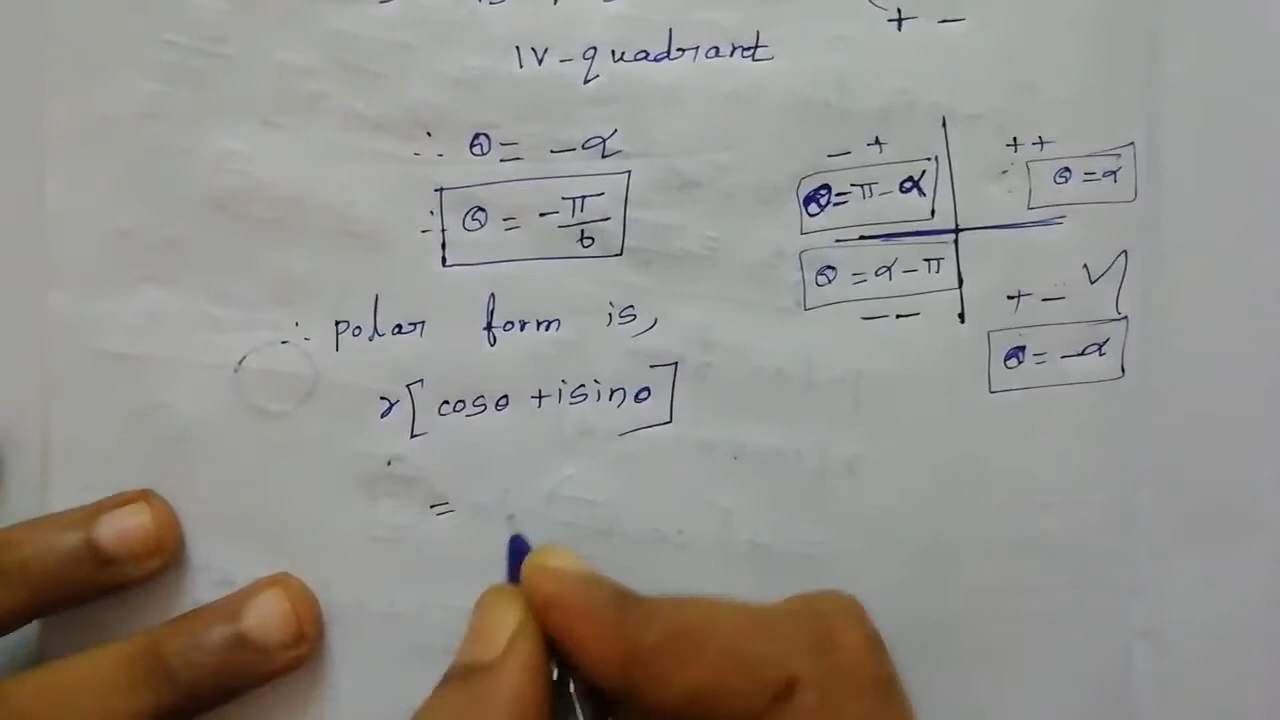 + -
IV-quadrant
∴ θ = -α
∴ θ = -π/6
∴ polar form is,
r[cosθ + isinθ]
=
- +
θ = π - α
+ +
θ = α
θ = α - π
- -
+ -
θ = -α